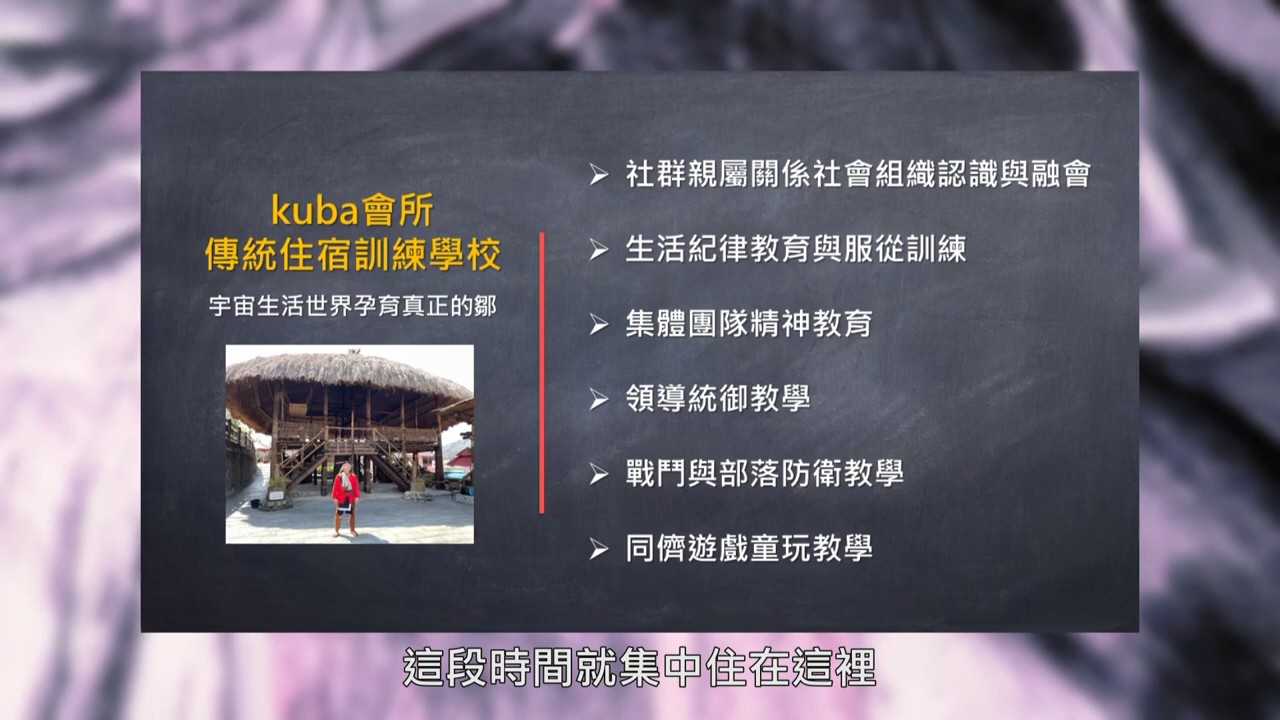 kuba會所
傳統住宿訓練學校
宇宙生活世界孕育真正的鄒
社群親屬關係社會組織認識與融會
生活紀律教育與服從訓練
集體團隊精神教育
領導統御教學
戰鬥與部落防衛教學
同儕遊戲童玩教學
這段時間就集中住在這裡